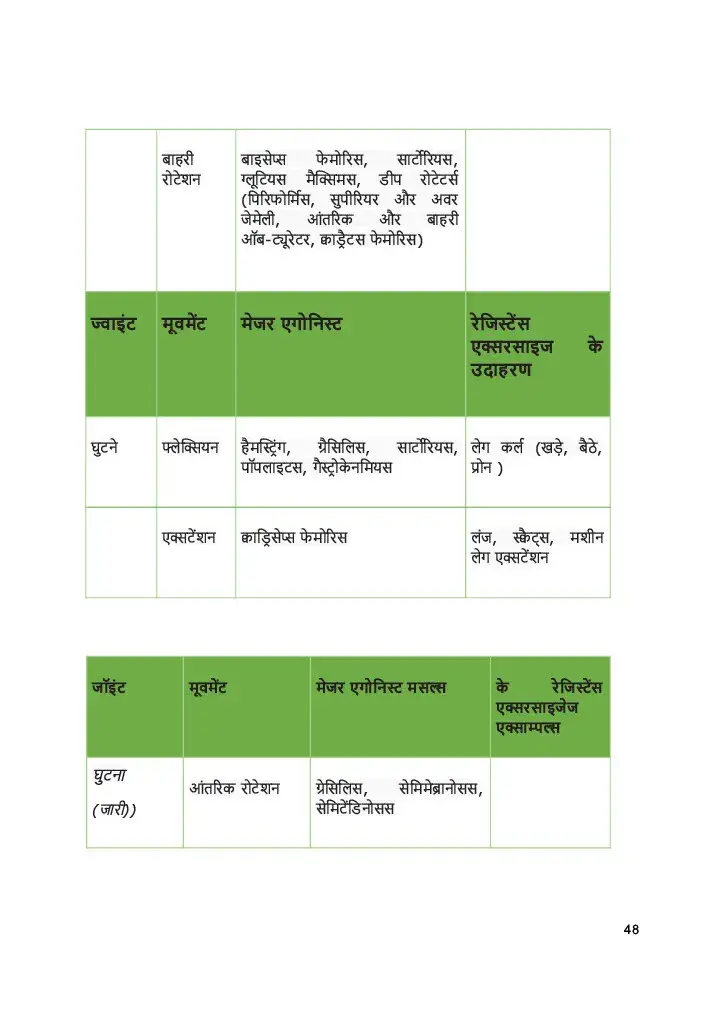 बाहरी
रोटेशन
बाइसेप्स फेमोरिस, सार्टोरियस,
ग्लूटियस मैक्सिमस, डीप रोटेटर्स
(पिरिफोर्मिस, सुपीरियर और अवर
जेमेली, आंतरिक और बाहरी
ऑब-ट्यूरेटर, क्वाड्रैटस फेमोरिस)
ज्वाइंट
मूवमेंट
मेजर एगोनिस्ट
रेजिस्टेंस
एक्सरसाइज के
उदाहरण
घुटने
फ्लेक्सियन
हैमस्ट्रिंग, ग्रैसिलिस, सार्टोरियस,
पॉपलाइटस, गैस्ट्रोकेनमियस
लेग कर्ल (खड़े, बैठे,
प्रोन )
एक्सटेंशन
क्वाड्रिसेप्स फेमोरिस
लंज, स्क्वैट्स, मशीन
लेग एक्सटेंशन
जॉइंट
मूवमेंट
मेजर एगोनिस्ट मसल्स
के रेजिस्टेंस
एक्सरसाइजेज
एक्साम्पल्स
घुटना
(जारी))
आंतरिक रोटेशन
ग्रेसिलिस, सेमिमेब्रानोसस,
सेमिटेंडिनोसस
48